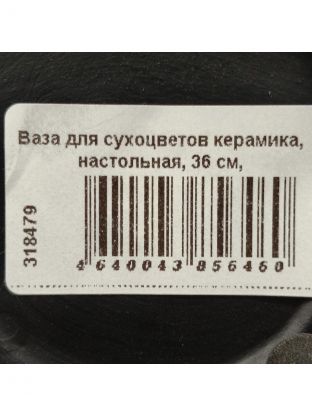 Ваза для сухоцветов керамика,
настольная, 36 см,
318479
4 640043 856460